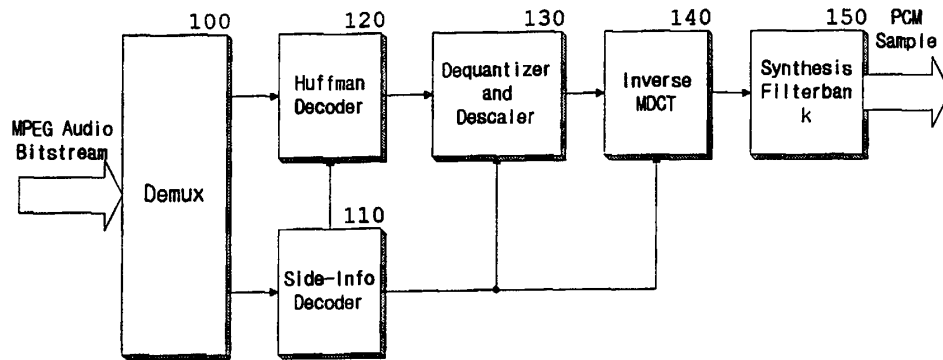 100
120
130
140
150
PCM
Sample
MPEG Audio
Bitstream
Demux
Huffman
Decoder
Dequantizer
and
Descaler
Inverse
MDCT
Synthesis
Filterban
k
110
Side-Info
Decoder